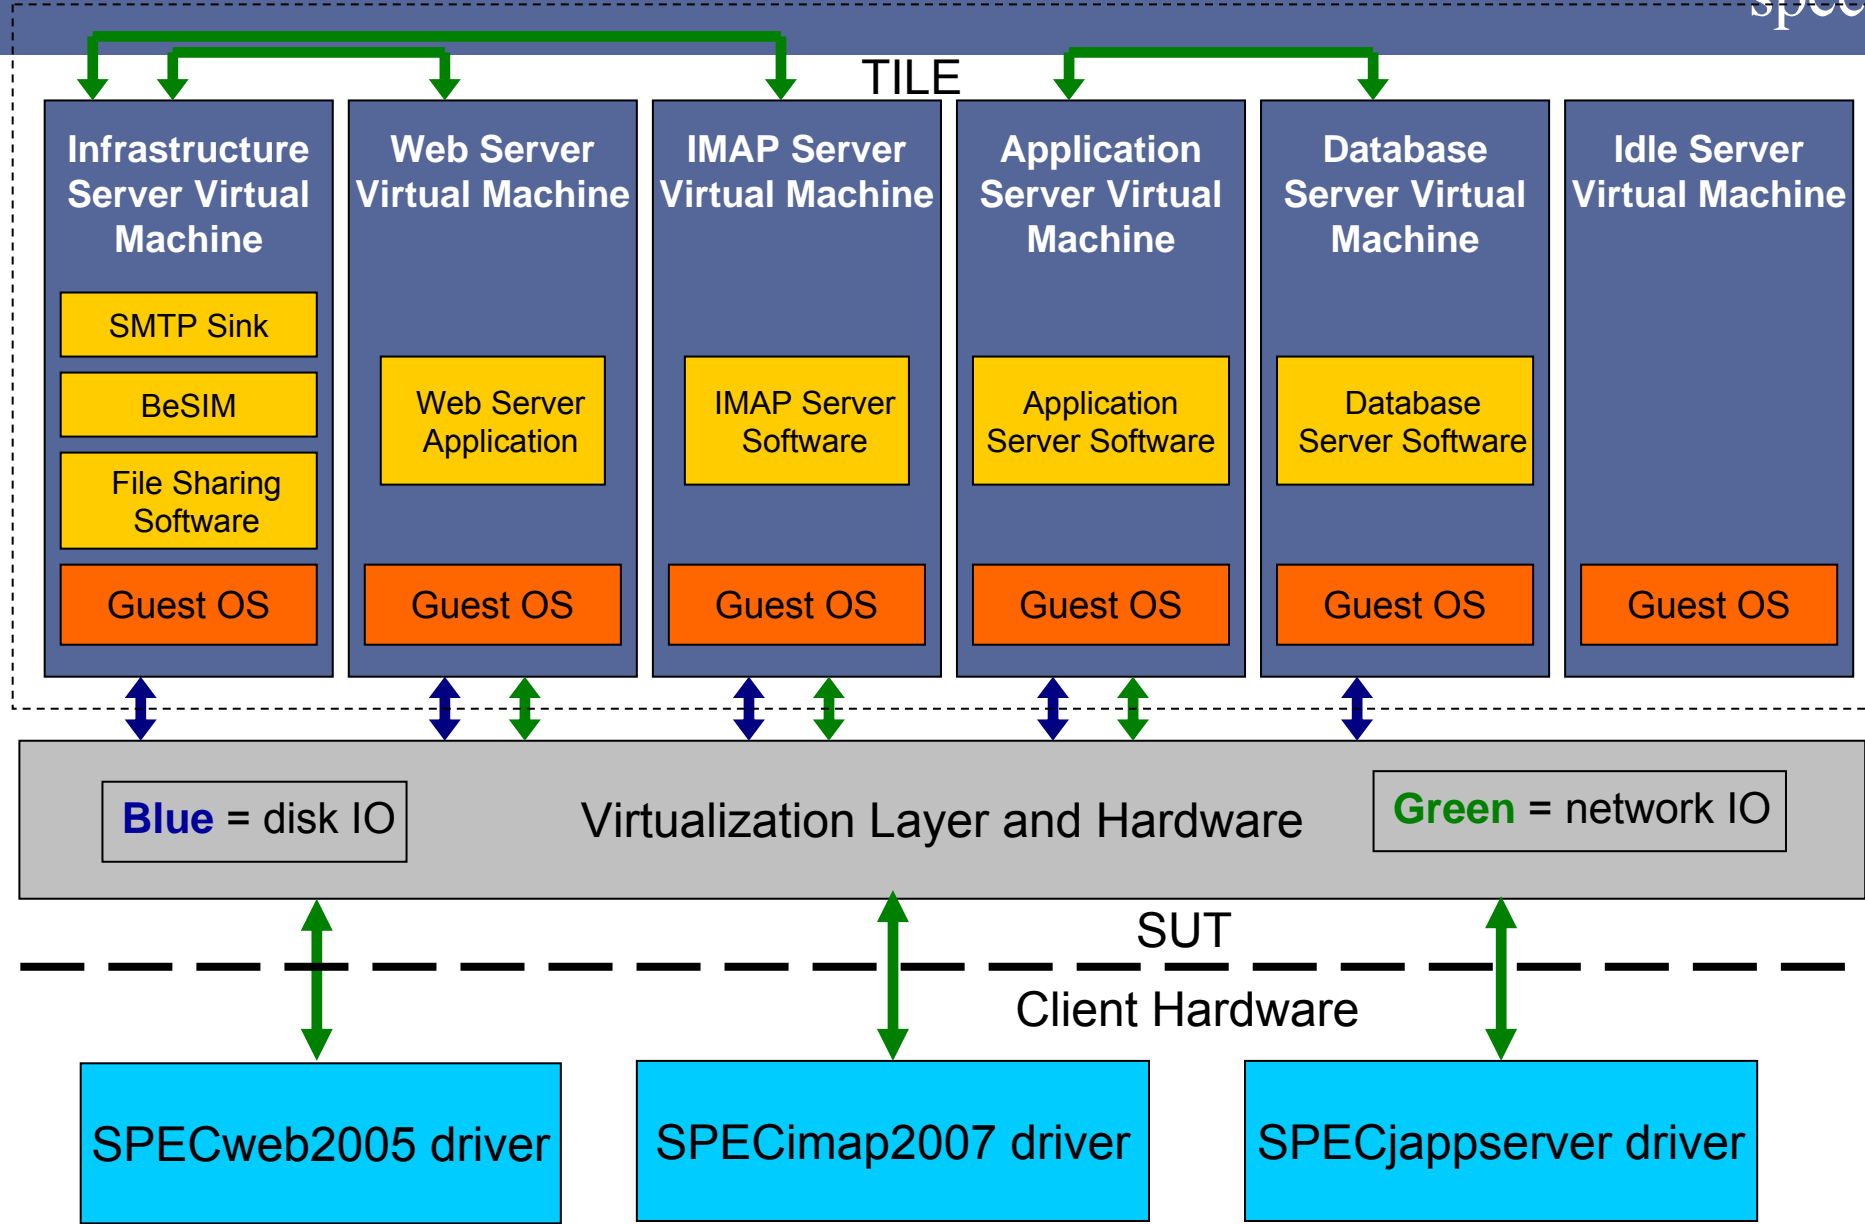 TILE
Infrastructure
Server Virtual
Machine
SMTP Sink
BeSIM
File Sharing
Software
Guest OS
Web Server
Virtual Machine
Web Server
Application
Guest OS
IMAP Server
Virtual Machine
IMAP Server
Software
Guest OS
Application
Server Virtual
Machine
Application
Server Software
Guest OS
Database
Server Virtual
Machine
Database
Server Software
Guest OS
Idle Server
Virtual Machine
Guest OS
Blue = disk IO
Virtualization Layer and Hardware
Green = network IO
SUT
Client Hardware
SPECweb2005 driver
SPECimap2007 driver
SPECjappserver driver